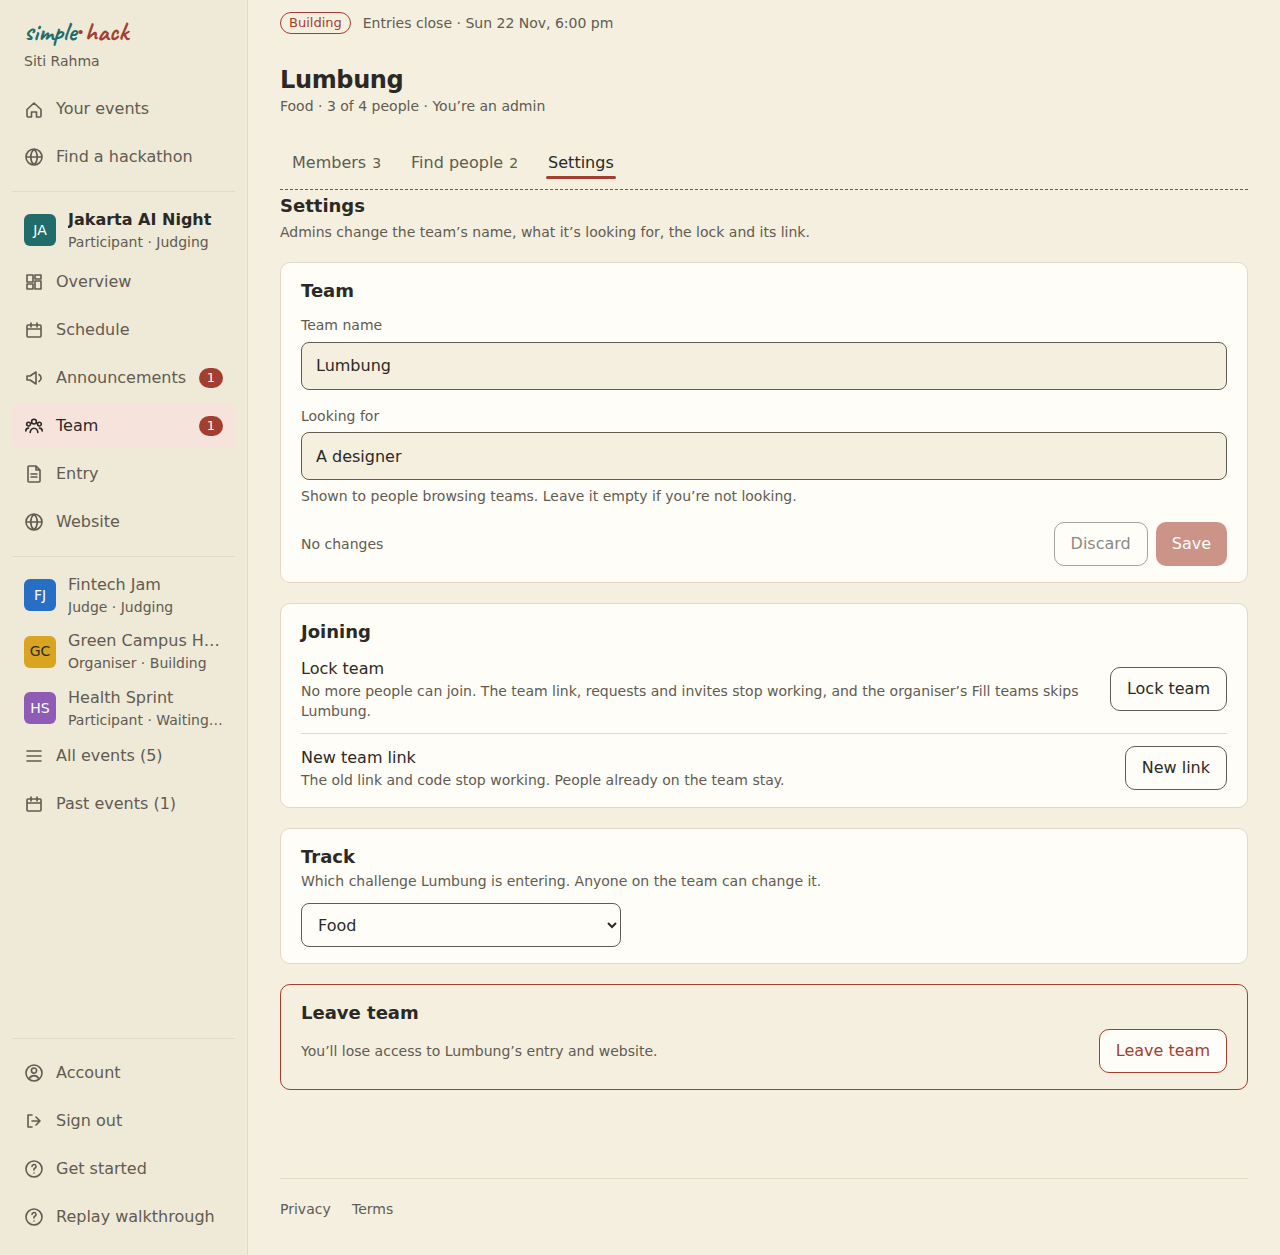 simple·hack
Siti Rahma
Your events
Find a hackathon
JA
Jakarta AI Night
Participant · Judging
Overview
Schedule
Announcements 1
Team 1
Entry
Website
FJ
Fintech Jam
Judge · Judging
GC
Green Campus H…
Organiser · Building
HS
Health Sprint
Participant · Waiting…
All events (5)
Past events (1)
Account
Sign out
Get started
Replay walkthrough
Building Entries close · Sun 22 Nov, 6:00 pm
Lumbung
Food · 3 of 4 people · You’re an admin
Members 3 Find people 2 Settings
Settings
Admins change the team’s name, what it’s looking for, the lock and its link.
Team
Team name
Lumbung
Looking for
A designer
Shown to people browsing teams. Leave it empty if you’re not looking.
No changes Discard Save
Joining
Lock team
No more people can join. The team link, requests and invites stop working, and the organiser’s Fill teams skips
Lumbung.
Lock team
New team link
The old link and code stop working. People already on the team stay.
New link
Track
Which challenge Lumbung is entering. Anyone on the team can change it.
Food
Leave team
You’ll lose access to Lumbung’s entry and website.
Leave team
Privacy Terms